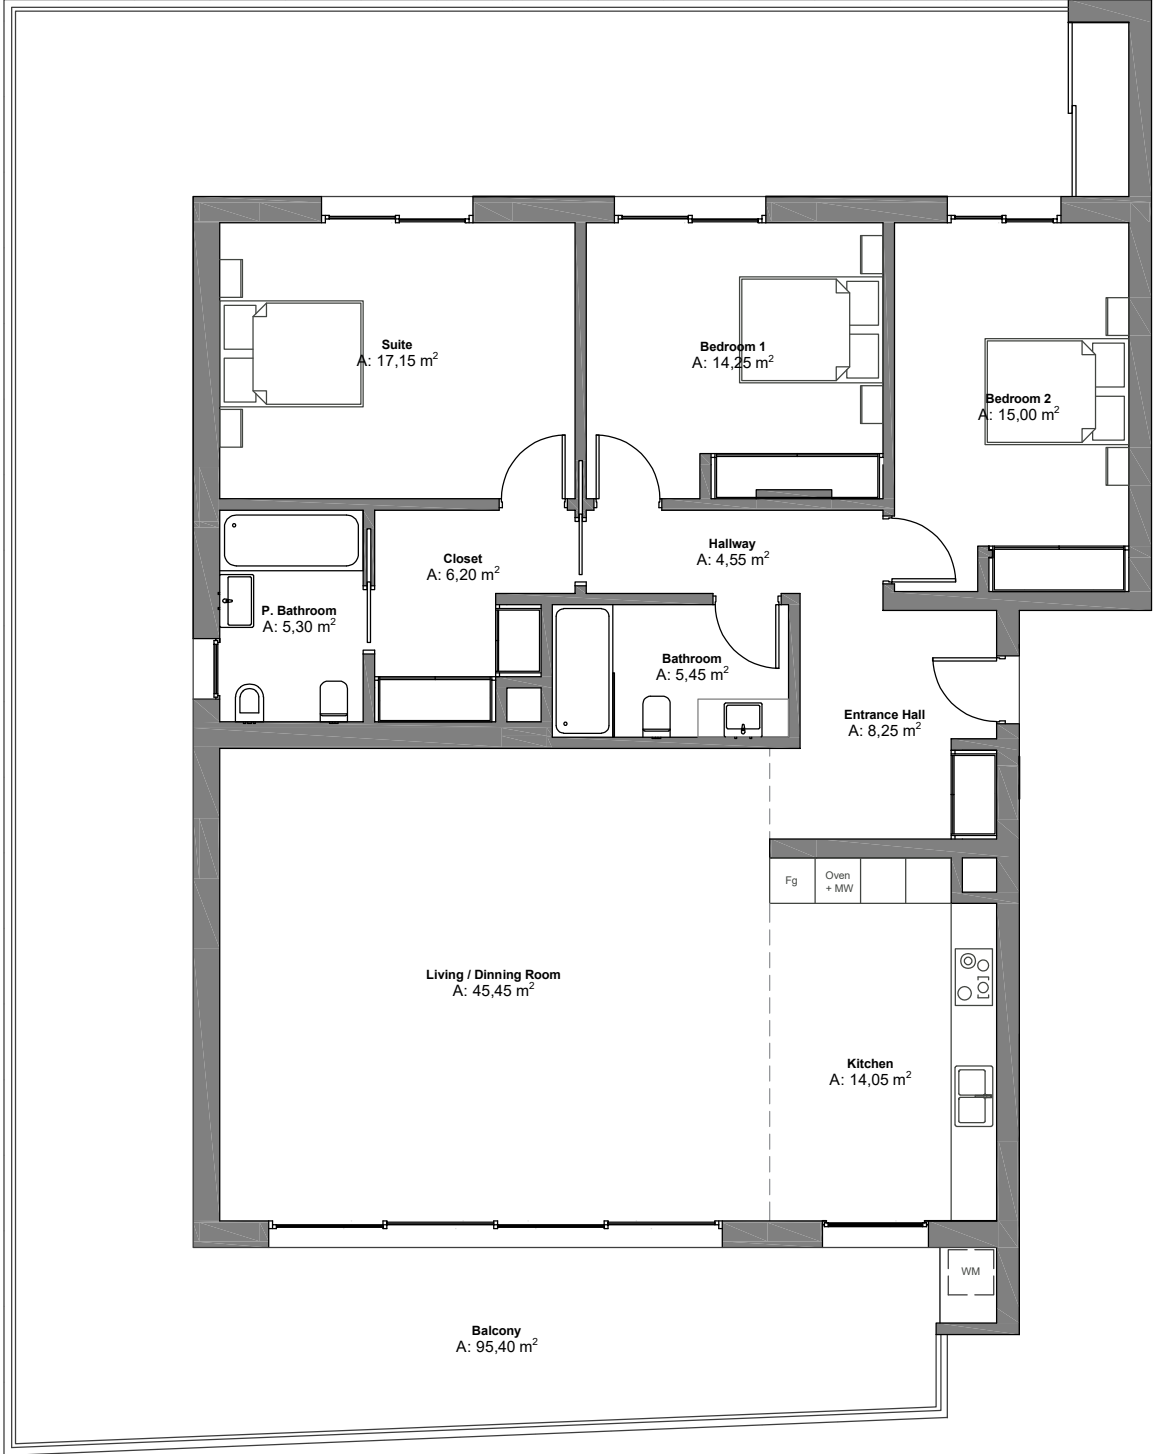 Suite
A: 17,15 m²
Bedroom 1
A: 14,25 m²
Bedroom 2
A: 15,00 m²
Hallway
A: 4,55 m²
Closet
A: 6,20 m²
P. Bathroom
A: 5,30 m²
Bathroom
A: 5,45 m²
Entrance Hall
A: 8,25 m²
Fg
Oven
+ MW
Living / Dinning Room
A: 45,45 m²
Kitchen
A: 14,05 m²
WM
Balcony
A: 95,40 m²